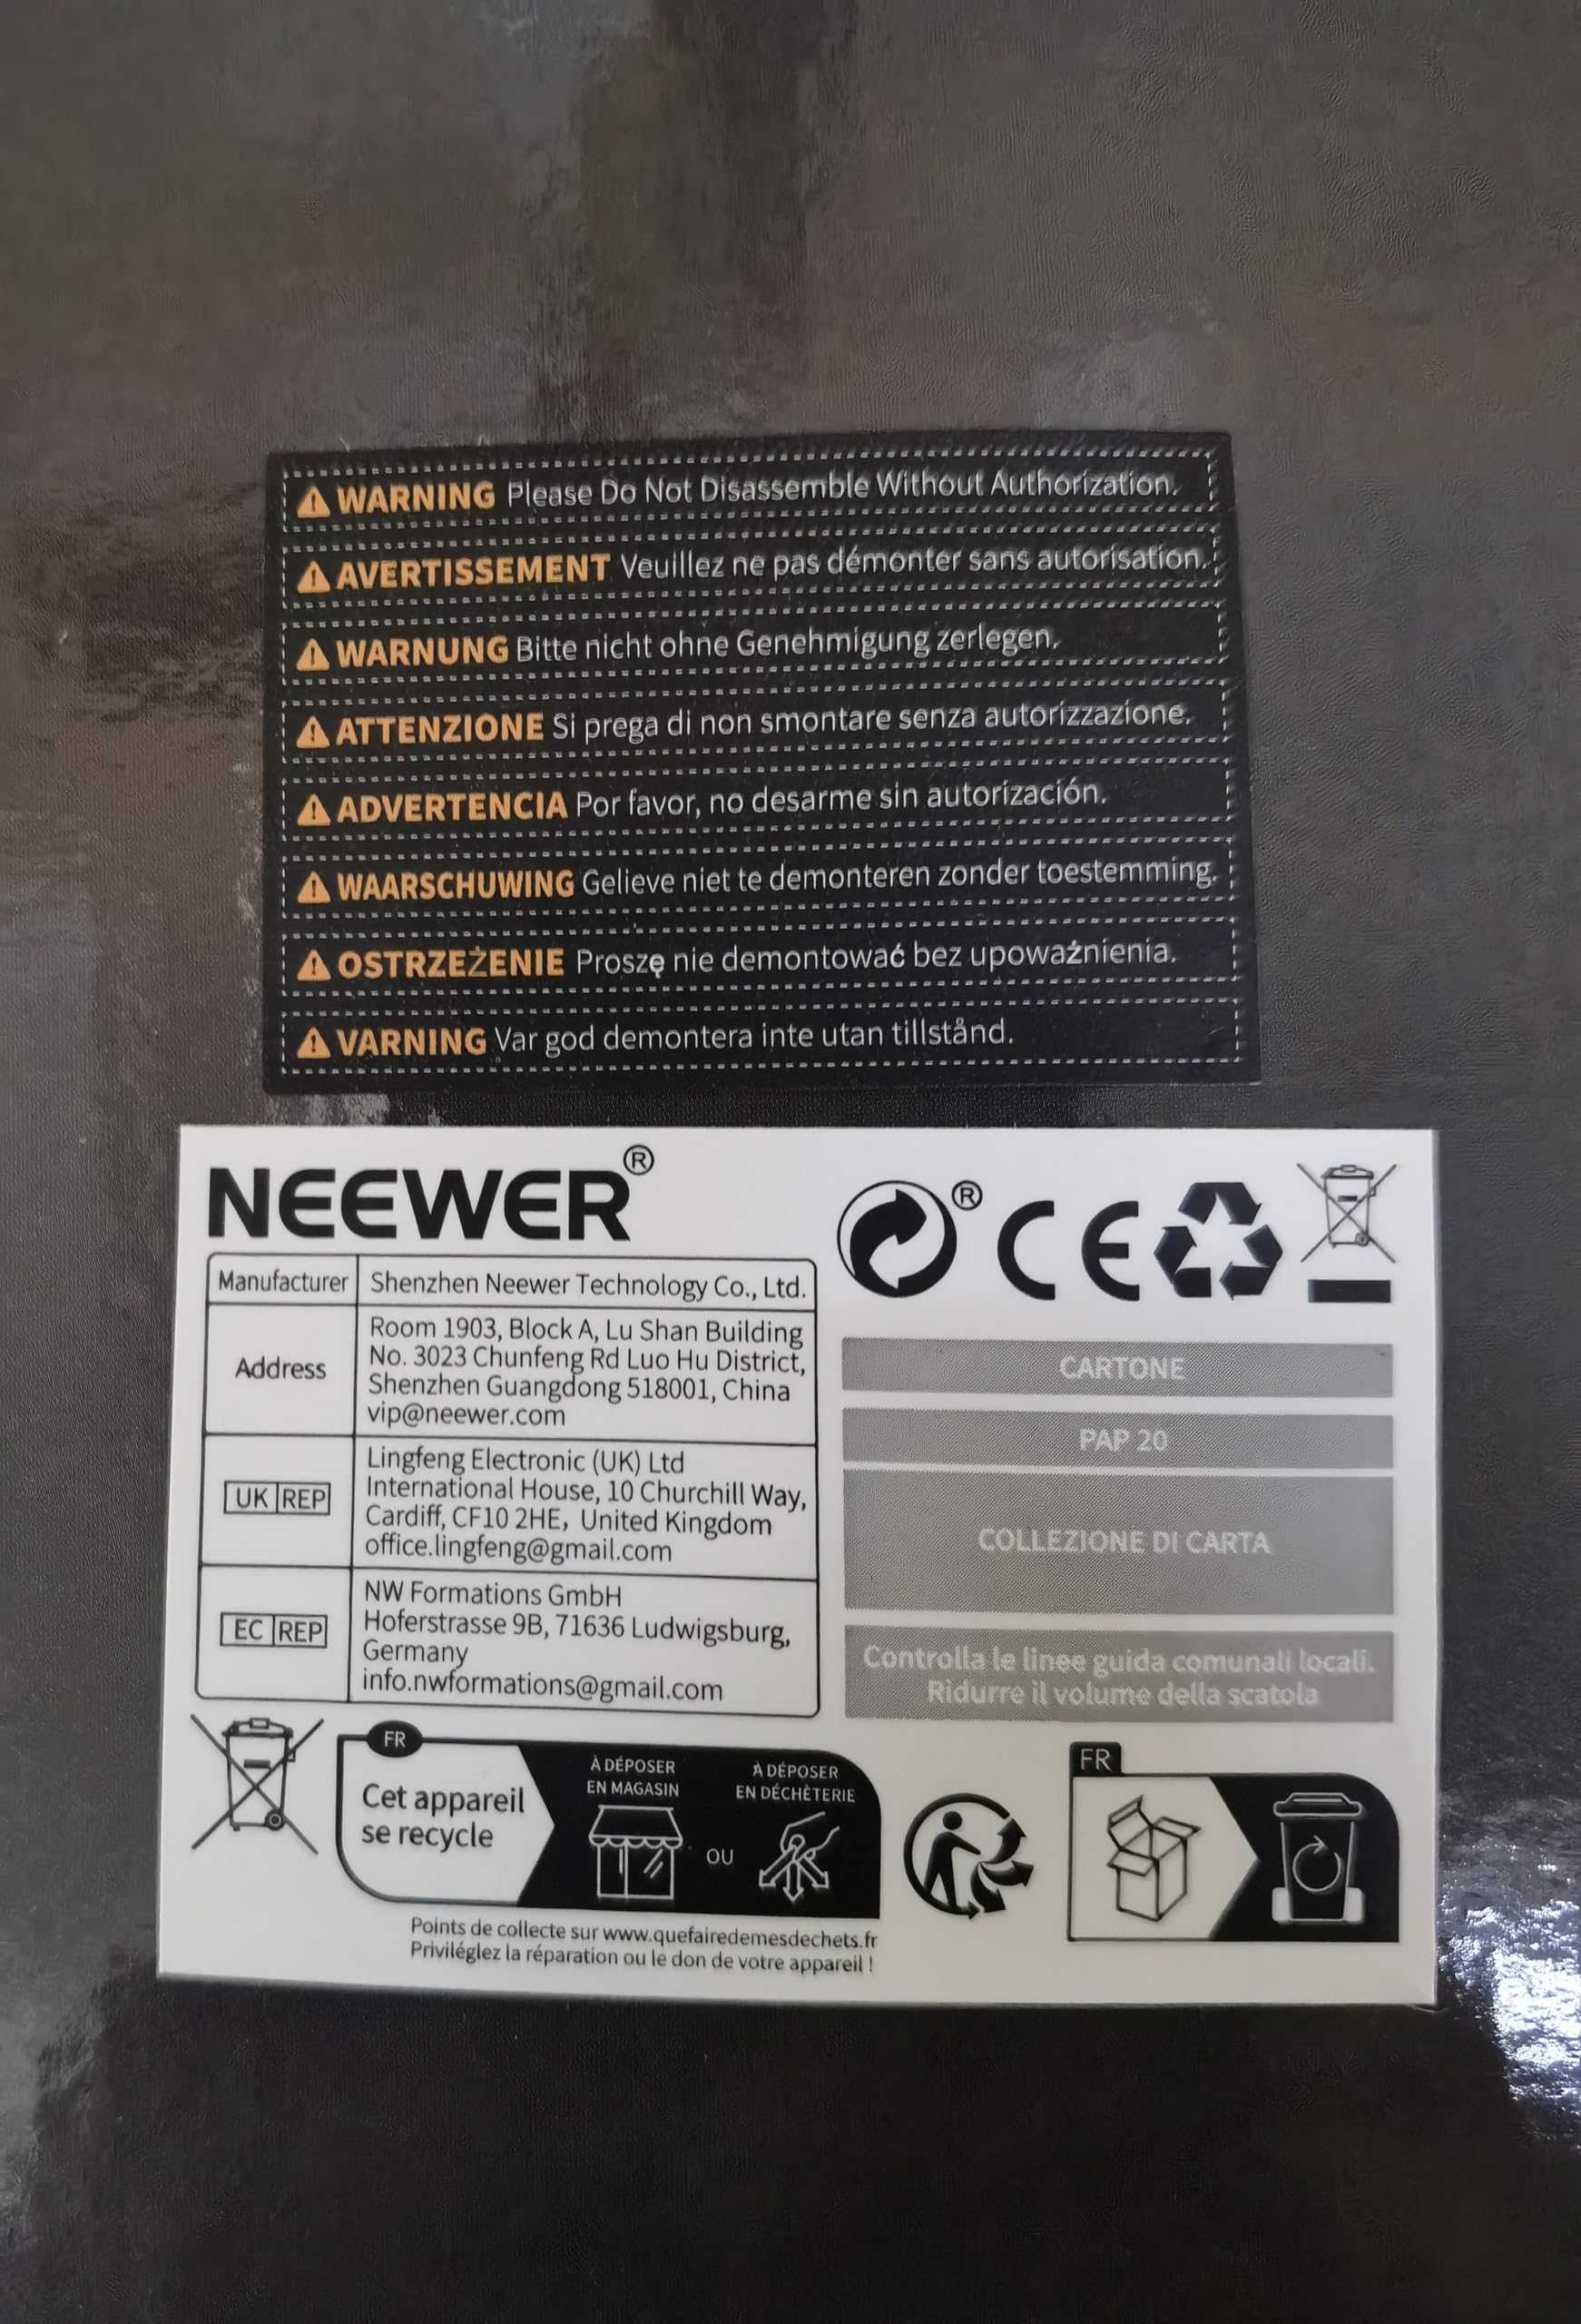 WARNING Please Do Not Disassemble Without Authorization.
AVERTISSEMENT Veuillez ne pas démonter sans autorisation.
WARNUNG Bitte nicht ohne Genehmigung zerlegen.
ATTENZIONE Si prega di non smontare senza autorizzazione.
ADVERTENCIA Por favor, no desarme sin autorización.
WAARSCHUWING Gelieve niet te demonteren zonder toestemming.
OSTRZEŻENIE Proszę nie demontować bez upoważnienia.
VARNING Var god demontera inte utan tillstånd.
NEEWER®
Manufacturer Shenzhen Neewer Technology Co., Ltd.
Address
Room 1903, Block A, Lu Shan Building
No. 3023 Chunfeng Rd Luo Hu District,
Shenzhen Guangdong 518001, China
vip@neewer.com
UK REP
Lingfeng Electronic (UK) Ltd
International House, 10 Churchill Way,
Cardiff, CF10 2HE, United Kingdom
office.lingfeng@gmail.com
EC REP
NW Formations GmbH
Hoferstrasse 9B, 71636 Ludwigsburg,
Germany
info.nwformations@gmail.com
® CE
CARTONE
PAP 20
COLLEZIONE DI CARTA
Controlla le linee guida comunali locali.
Ridurre il volume della scatola
FR
Cet appareil
se recycle
À DÉPOSER
EN MAGASIN
OU
À DÉPOSER
EN DÉCHÈTERIE
Points de collecte sur www.quefairedemesdechets.fr
Priviléglez la réparation ou le don de votre appareil !
FR